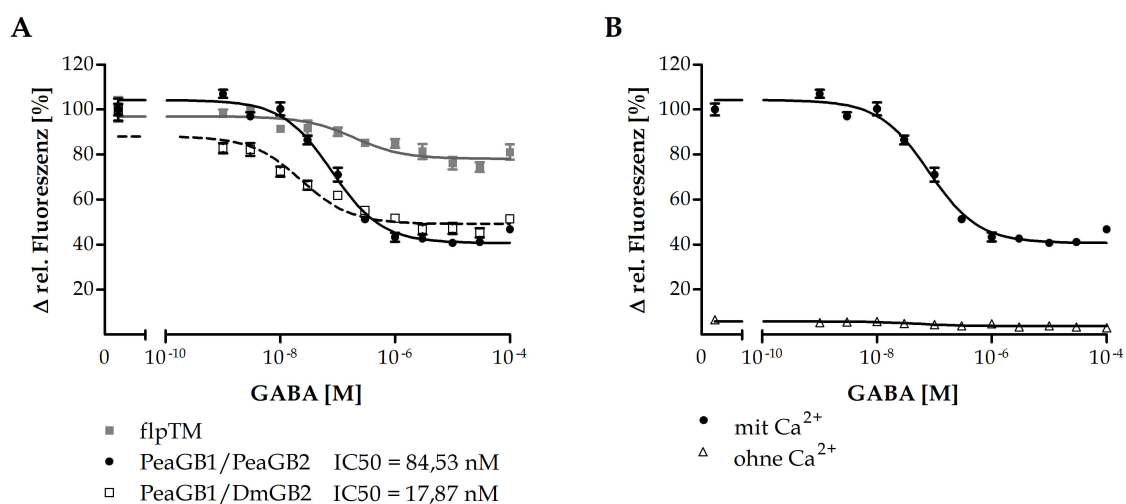 A
Δ rel. Fluoreszenz [%]
120
100
80
60
40
20
0
10⁻¹⁰
10⁻⁸
10⁻⁶
10⁻⁴
GABA [M]
flpTM
PeaGB1/PeaGB2 IC50 = 84,53 nM
PeaGB1/DmGB2 IC50 = 17,87 nM
B
Δ rel. Fluoreszenz [%]
120
100
80
60
40
20
0
10⁻¹⁰
10⁻⁸
10⁻⁶
10⁻⁴
GABA [M]
mit Ca²⁺
ohne Ca²⁺